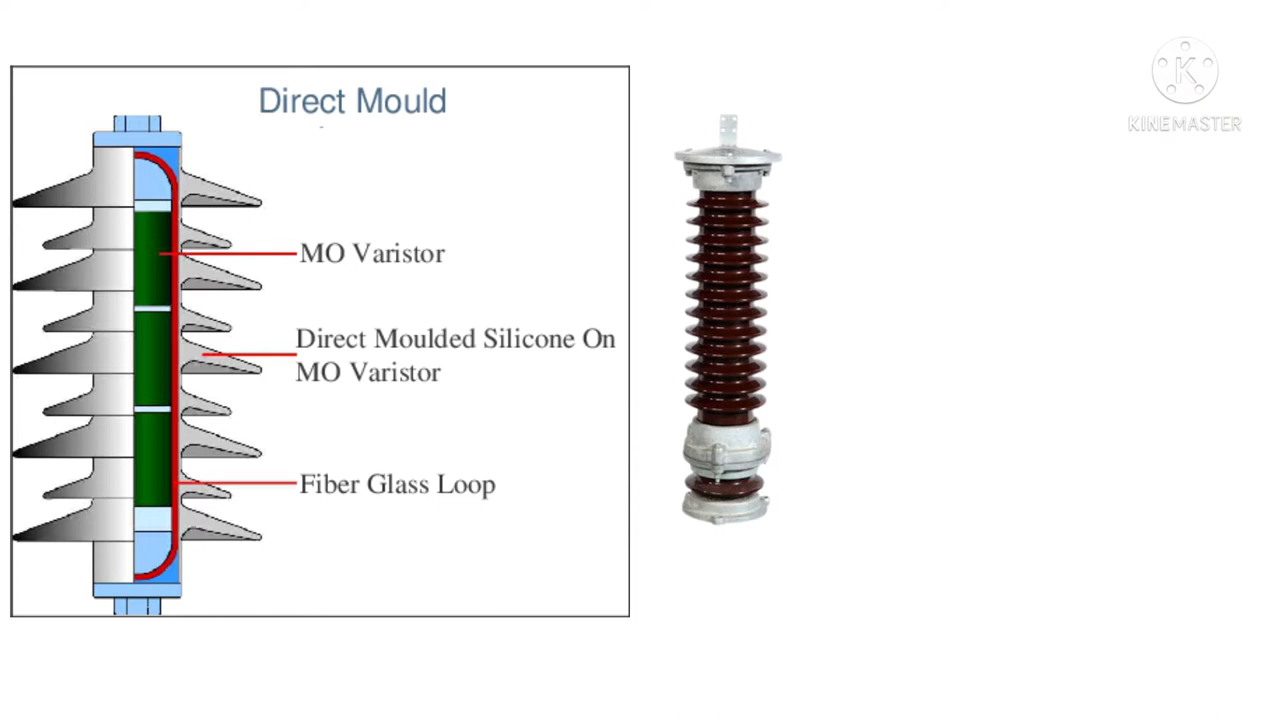 Direct Mould
MO Varistor
Direct Moulded Silicone On
MO Varistor
Fiber Glass Loop
K
KINEMASTER